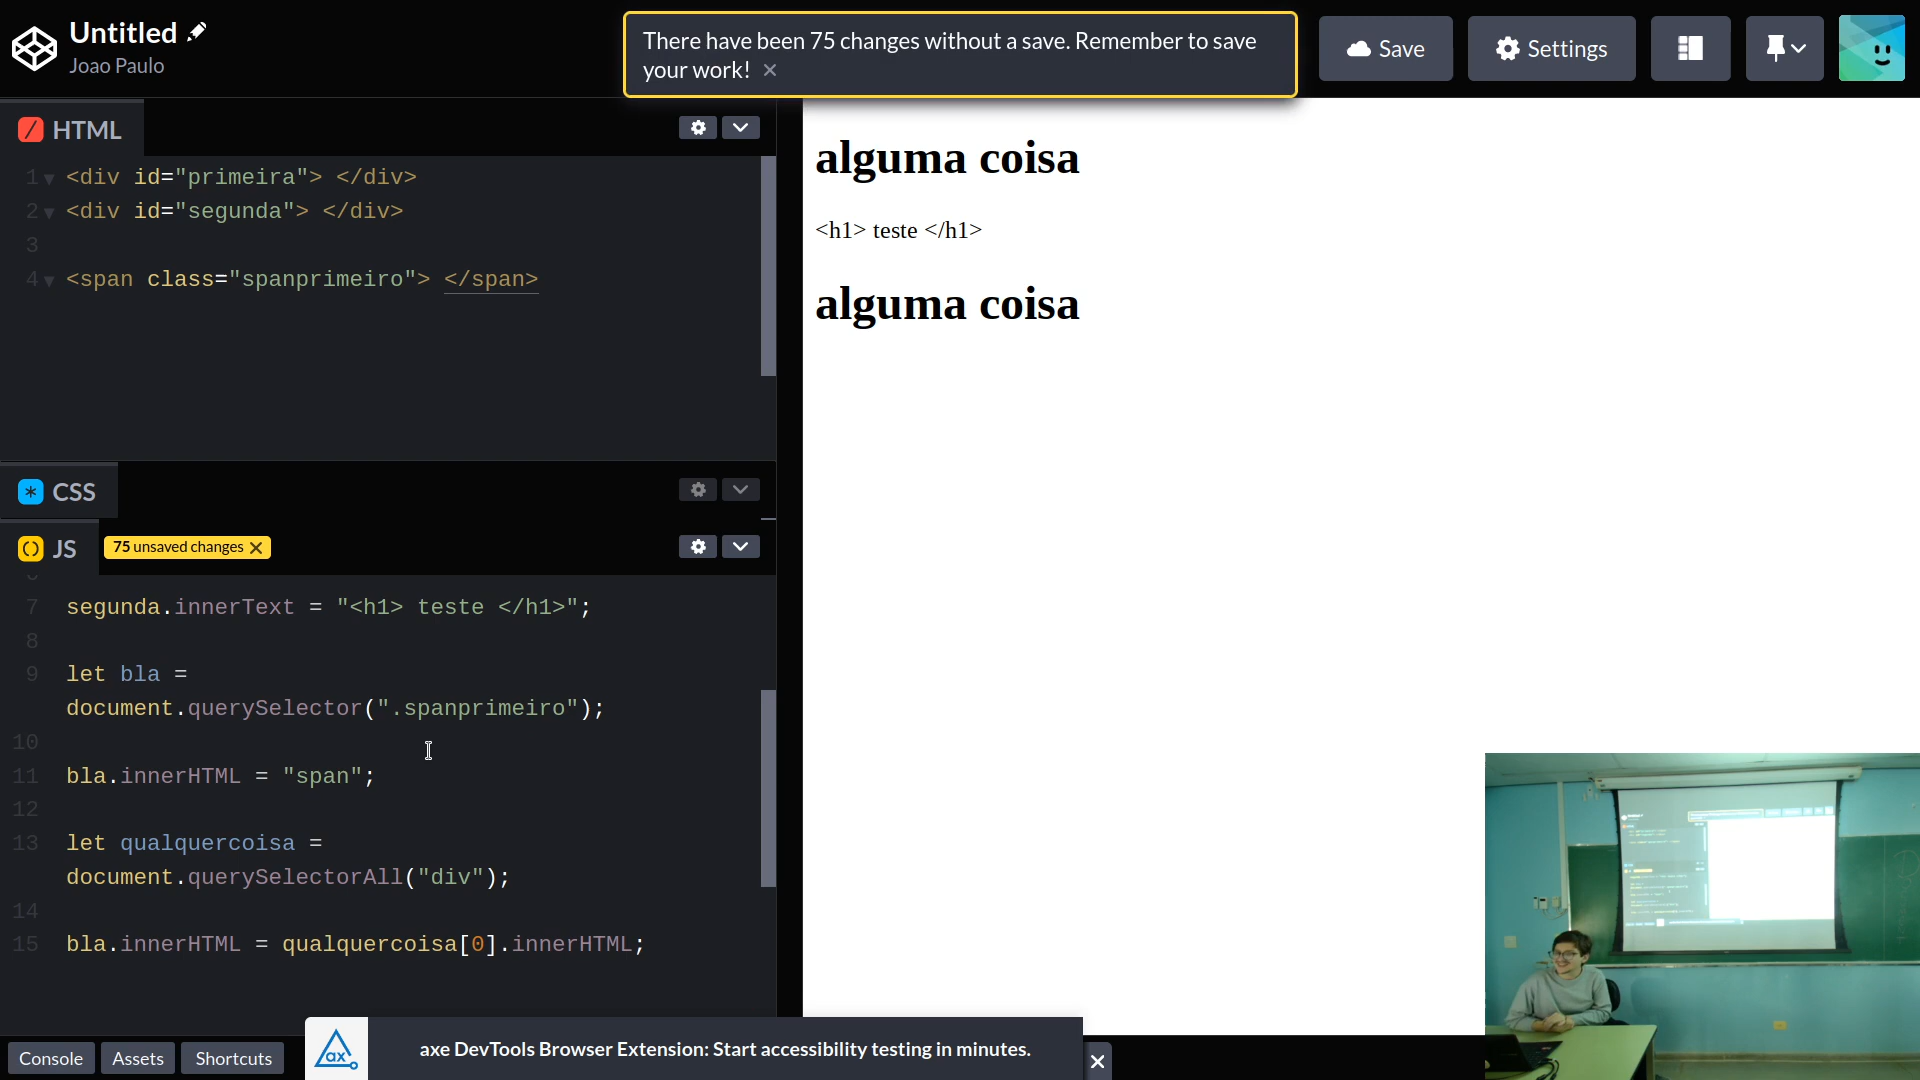 Untitled
Joao Paulo
There have been 75 changes without a save. Remember to save
your work!
Save
Settings
HTML
1 <div id="primeira"> </div>
2 <div id="segunda"> </div>
3
4 <span class="spanprimeiro"> </span>
CSS
JS
75 unsaved changes
7 segunda.innerText = "<h1> teste </h1>";
8
9 let bla =
document.querySelector(".spanprimeiro");
10
11 bla.innerHTML = "span";
12
13 let qualquercoisa =
document.querySelectorAll("div");
14
15 bla.innerHTML = qualquercoisa[0].innerHTML;
alguma coisa
<h1> teste </h1>
alguma coisa
Console
Assets
Shortcuts
ax
axe DevTools Browser Extension: Start accessibility testing in minutes.